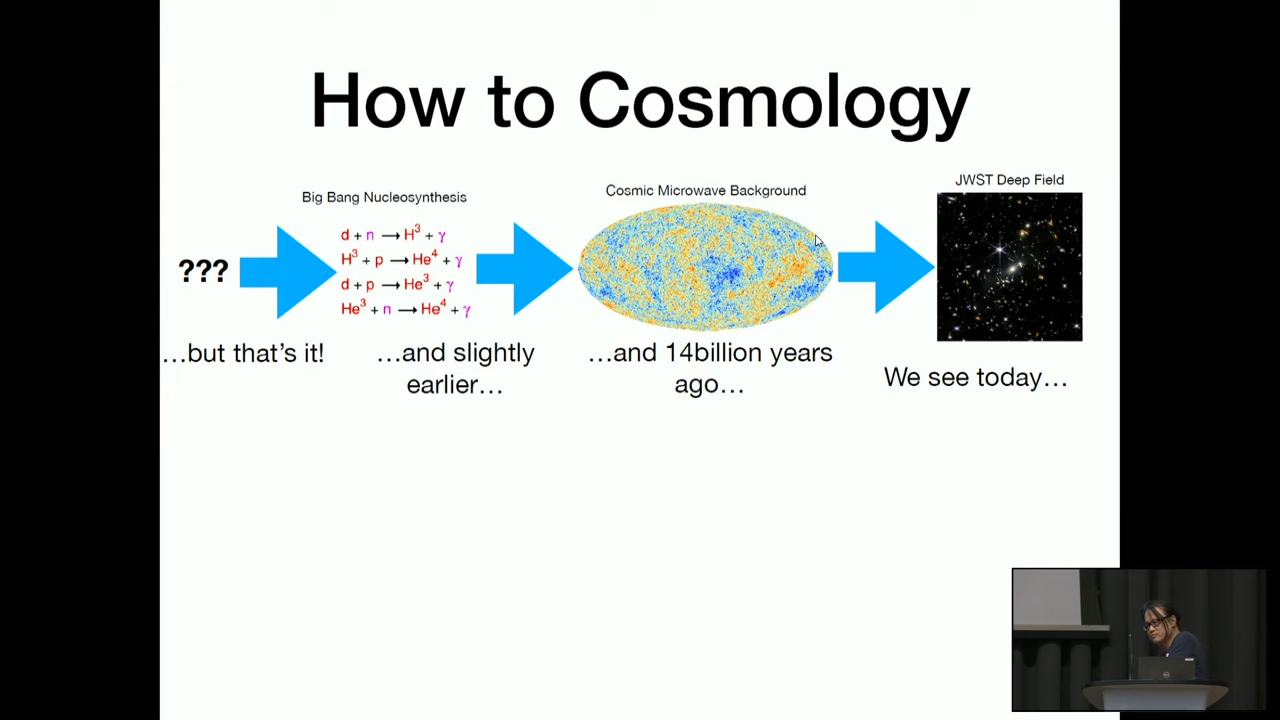 How to Cosmology
Big Bang Nucleosynthesis
Cosmic Microwave Background
JWST Deep Field
???
d + n → H³ + γ
H³ + p → He⁴ + γ
d + p → He³ + γ
He³ + n → He⁴ + γ
…but that's it!
…and slightly
earlier…
…and 14billion years
ago…
We see today…